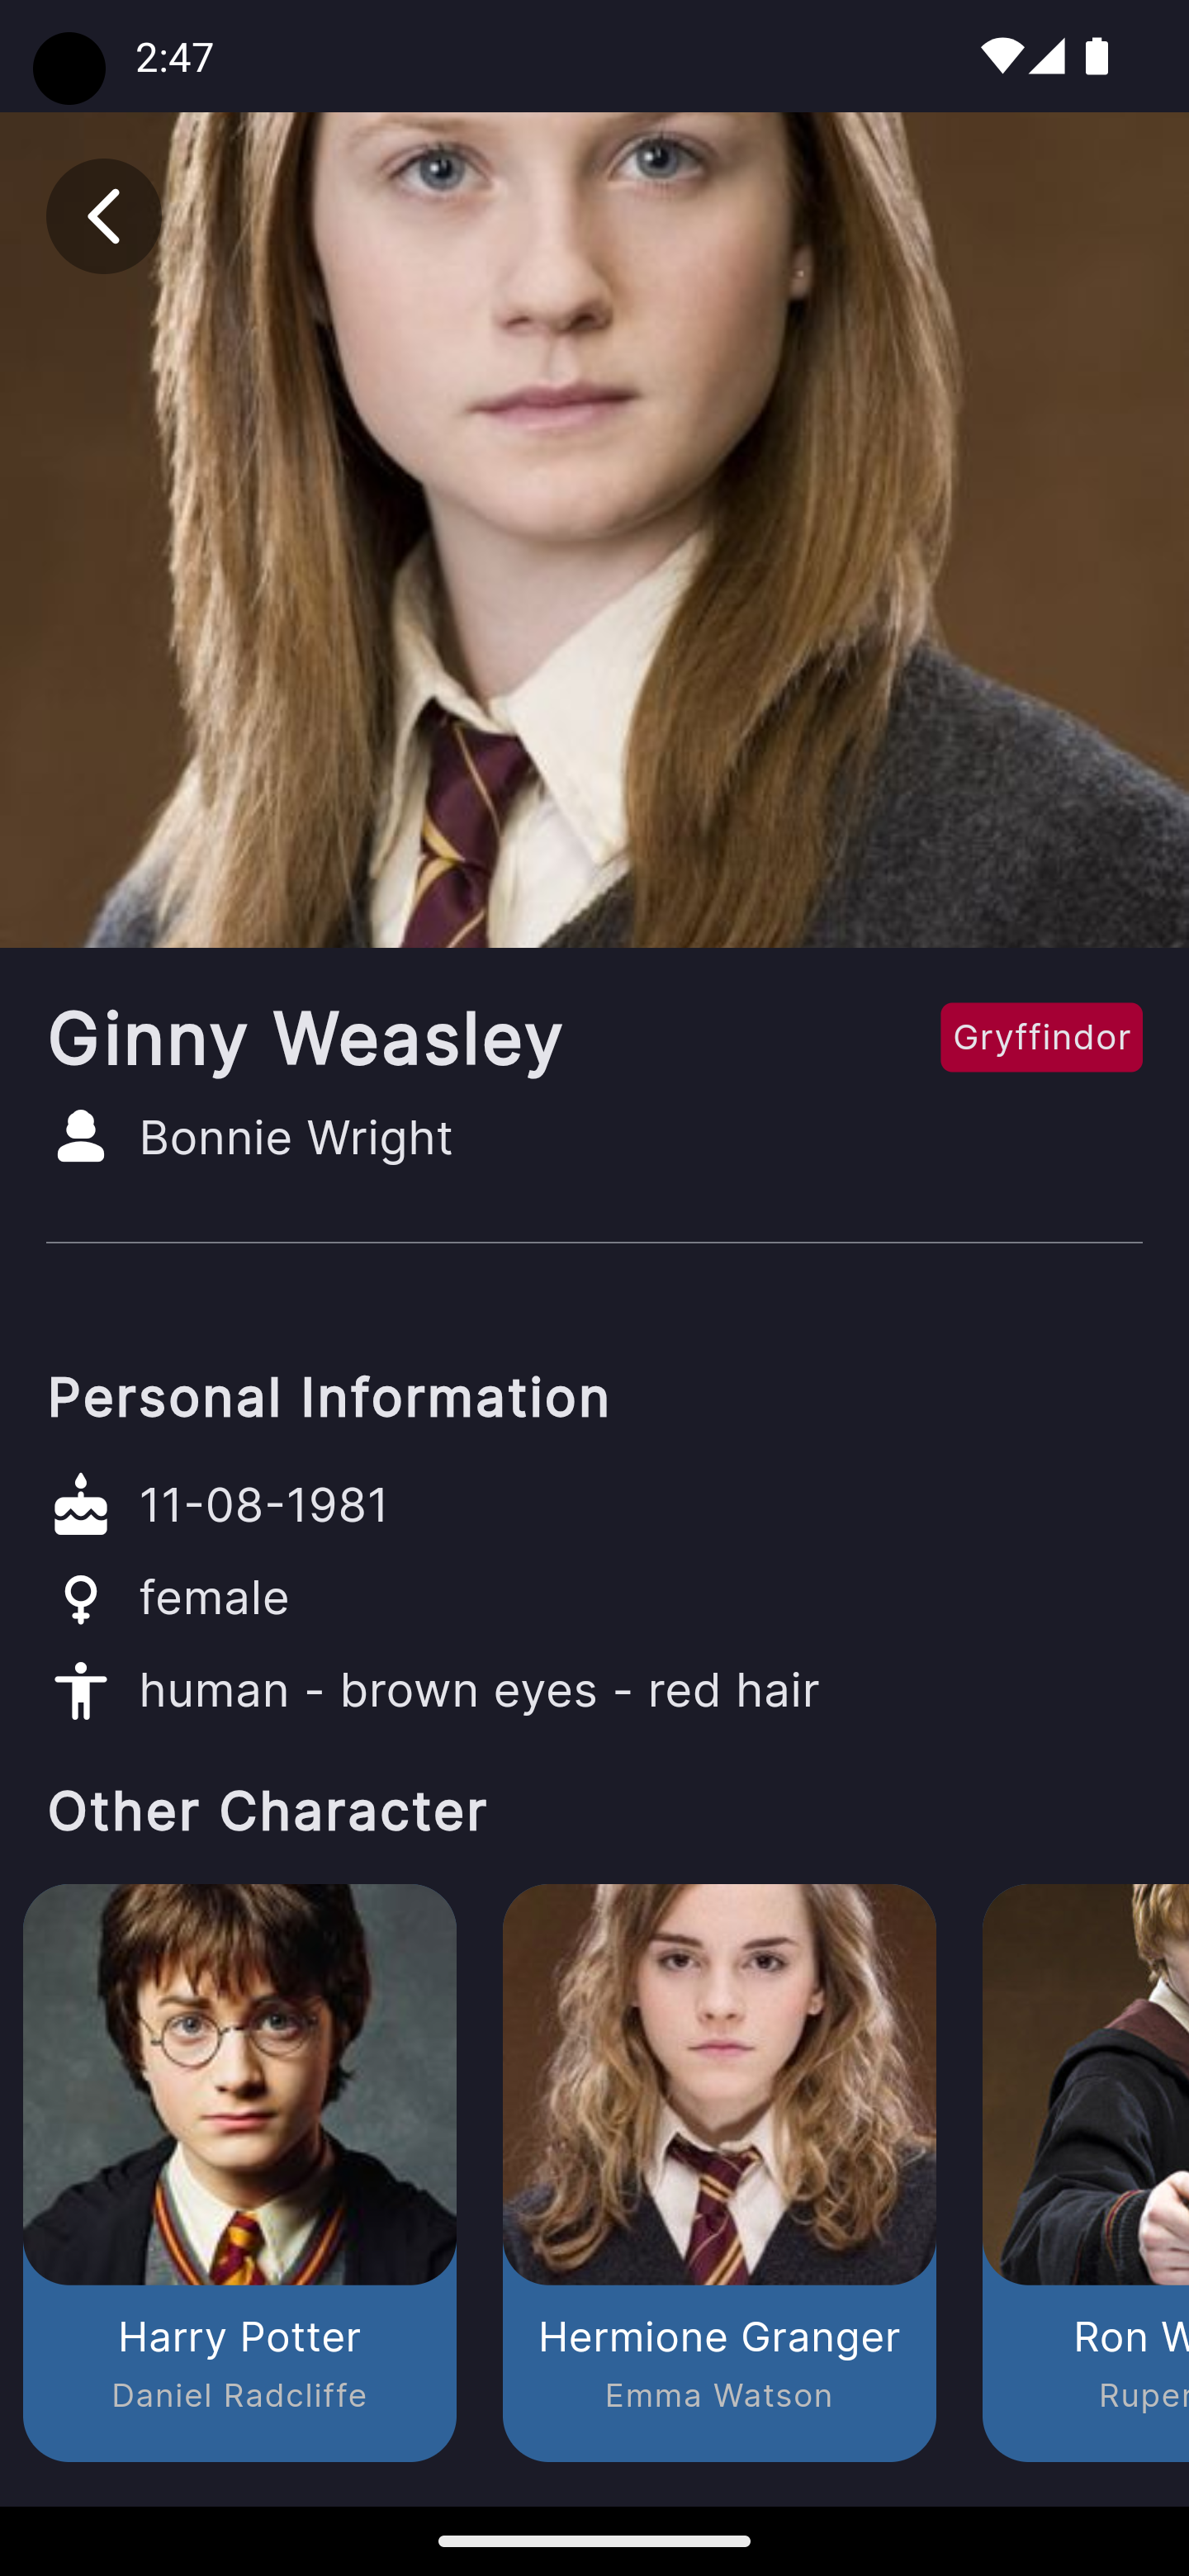 2:47
Ginny Weasley
Gryffindor
Bonnie Wright
Personal Information
11-08-1981
female
human - brown eyes - red hair
Other Character
Harry Potter
Daniel Radcliffe
Hermione Granger
Emma Watson
Ron